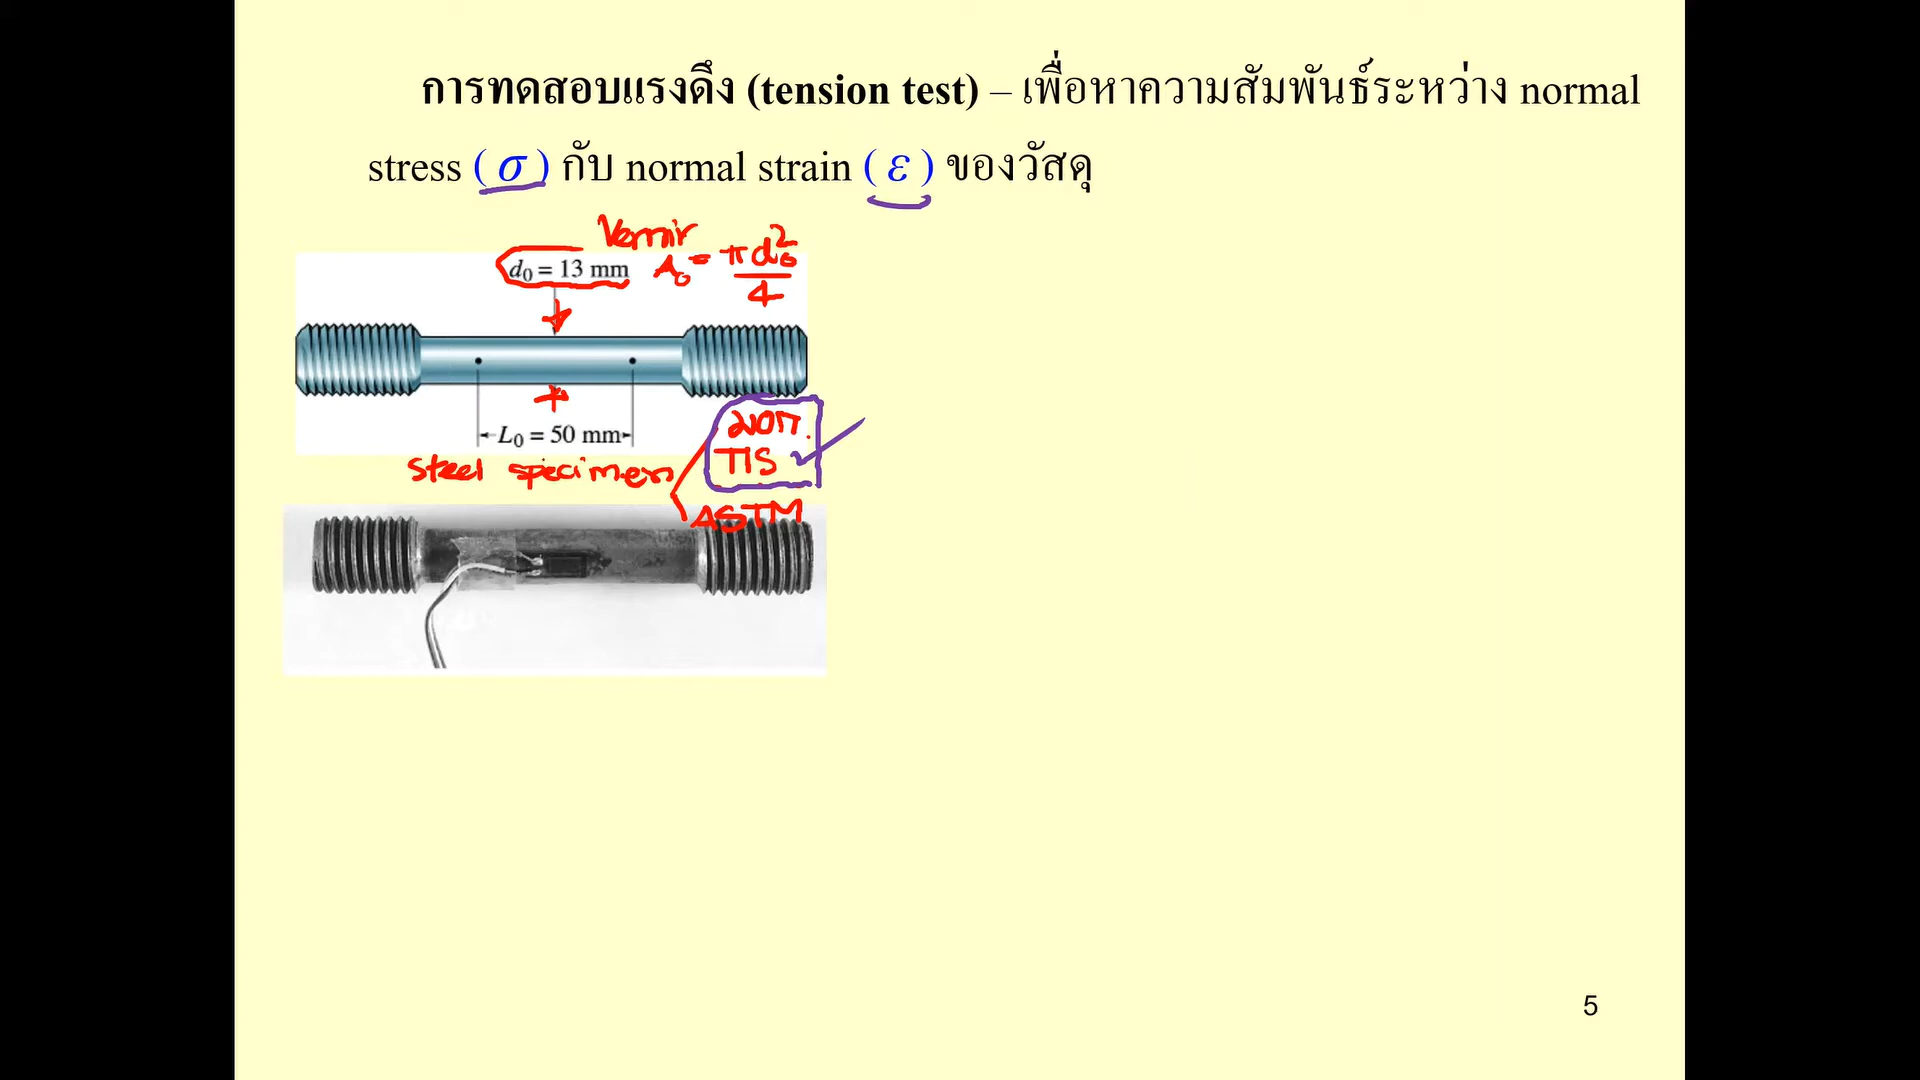 การทดสอบแรงดึง (tension test) – เพื่อหาความสัมพันธ์ระหว่าง normal
stress ( σ ) กับ normal strain ( ε ) ของวัสดุ
Vernir
d₀ = 13 mm A₀ = πd₀²/4
L₀ = 50 mm
มอก.
TIS
steel specimen
ASTM
5